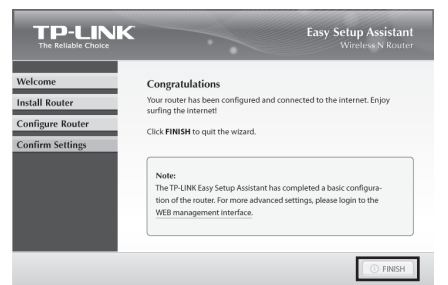 TP-LINK
The Reliable Choice
Easy Setup Assistant
Wireless N Router
Welcome
Install Router
Configure Router
Confirm Settings
Congratulations
Your router has been configured and connected to the internet. Enjoy
surfing the internet!
Click FINISH to quit the wizard.
Note:
The TP-LINK Easy Setup Assistant has completed a basic configura-
tion of the router. For more advanced settings, please login to the
WEB management interface.
FINISH